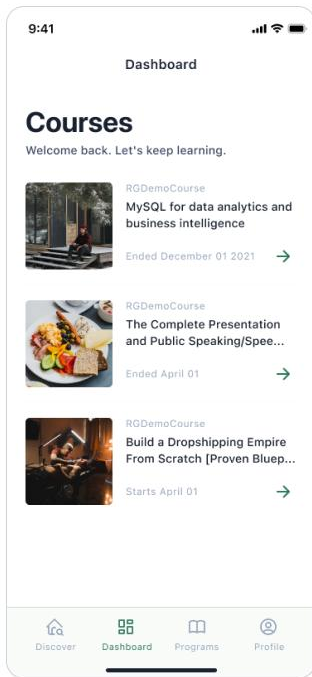 9:41
Dashboard
Courses
Welcome back. Let's keep learning.
RGDemoCourse
MySQL for data analytics and
business intelligence
Ended December 01 2021
RGDemoCourse
The Complete Presentation
and Public Speaking/Spee...
Ended April 01
RGDemoCourse
Build a Dropshipping Empire
From Scratch [Proven Bluep...
Starts April 01
Discover
Dashboard
Programs
Profile